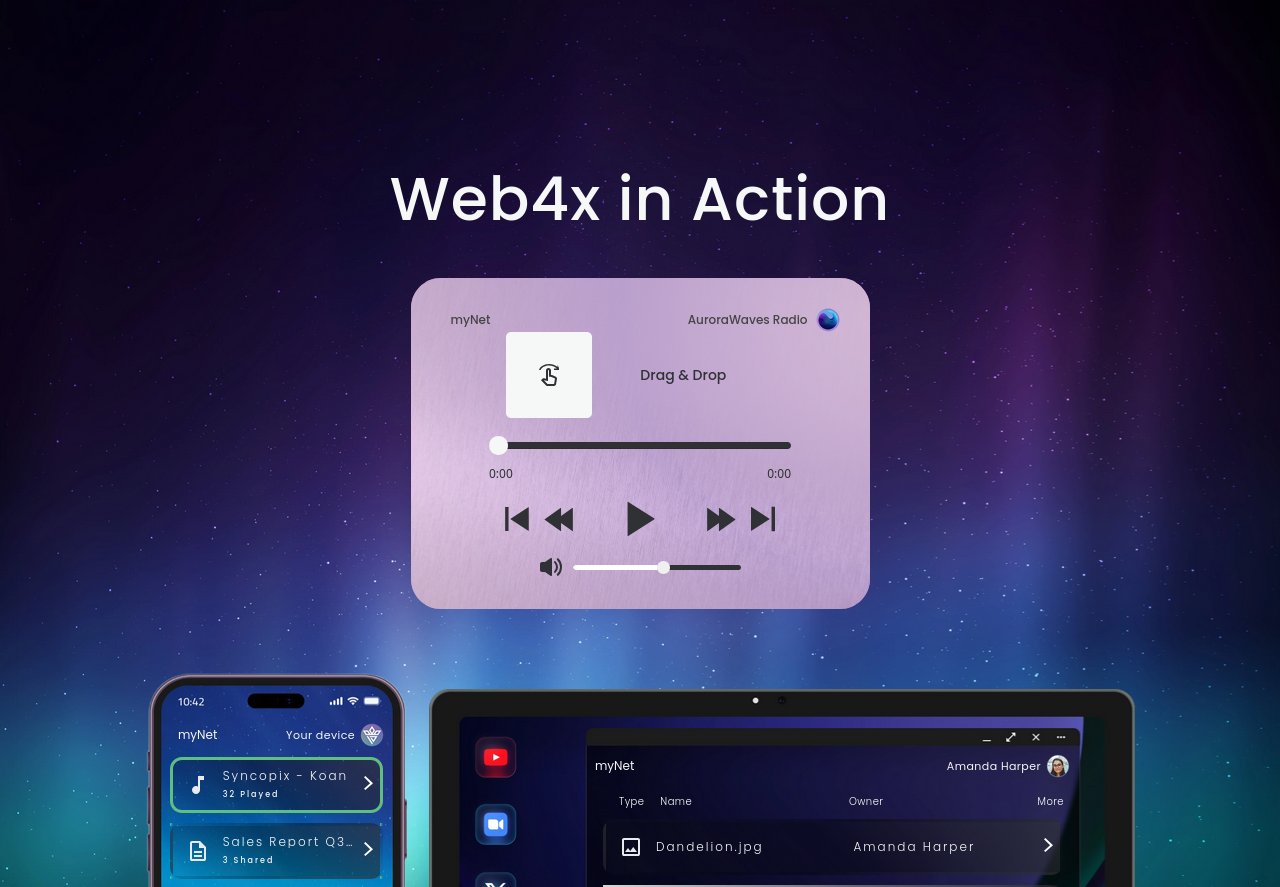 Web4x in Action
myNet
AuroraWaves Radio
Drag & Drop
0:00
0:00
10:42
myNet
Your device
Syncopix - Koan
32 Played
Sales Report Q3…
3 Shared
myNet
Amanda Harper
Type
Name
Owner
More
Dandelion.jpg
Amanda Harper